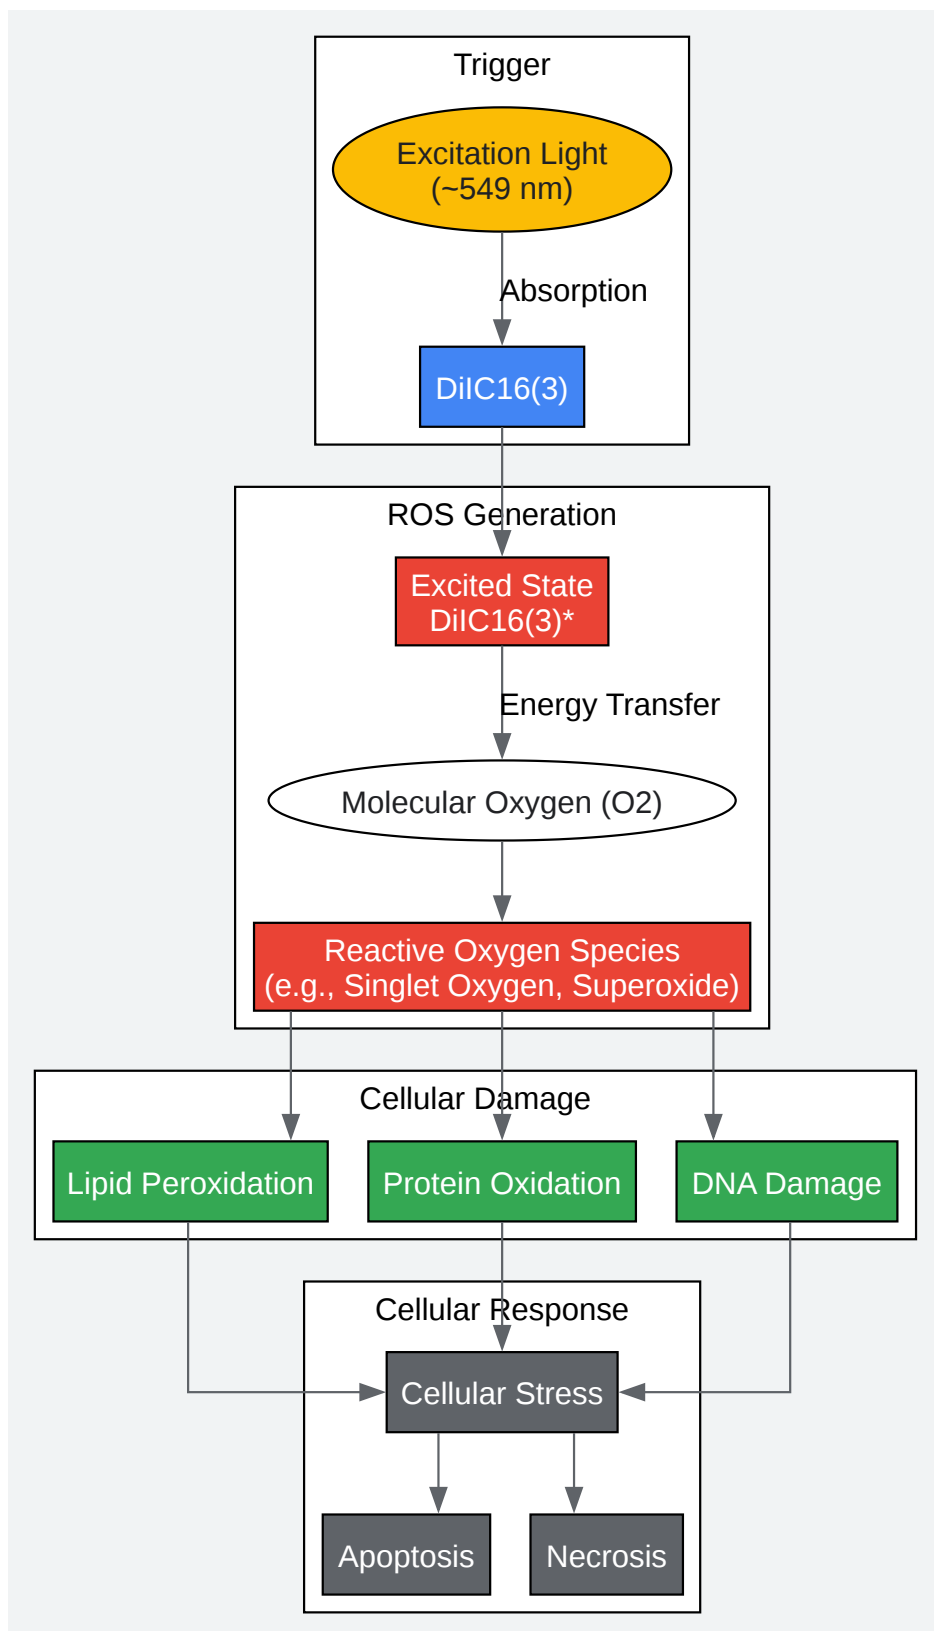 Trigger
Excitation Light
(~549 nm)
Absorption
DiIC16(3)
ROS Generation
Excited State
DiIC16(3)*
Energy Transfer
Molecular Oxygen (O2)
Reactive Oxygen Species
(e.g., Singlet Oxygen, Superoxide)
Cellular Damage
Lipid Peroxidation
Protein Oxidation
DNA Damage
Cellular Response
Cellular Stress
Apoptosis
Necrosis